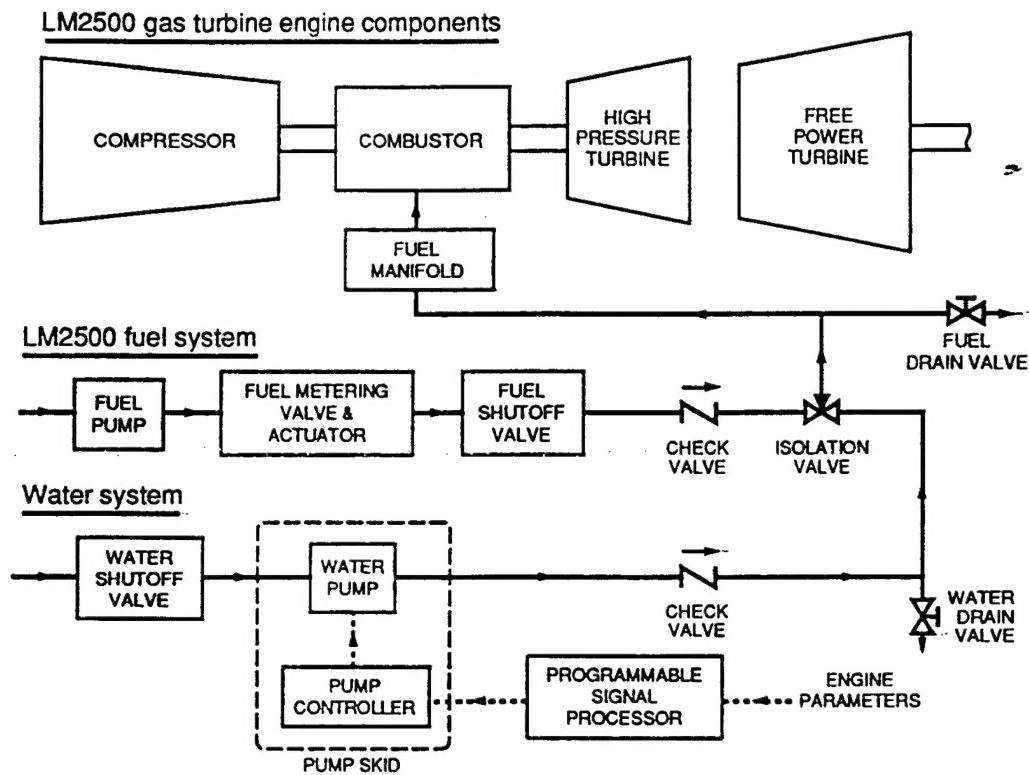 LM2500 gas turbine engine components
COMPRESSOR
COMBUSTOR
HIGH
PRESSURE
TURBINE
FREE
POWER
TURBINE
FUEL
MANIFOLD
LM2500 fuel system
FUEL
DRAIN VALVE
FUEL
PUMP
FUEL METERING
VALVE &
ACTUATOR
FUEL
SHUTOFF
VALVE
CHECK
VALVE
ISOLATION
VALVE
Water system
WATER
SHUTOFF
VALVE
WATER
PUMP
CHECK
VALVE
WATER
DRAIN
VALVE
PUMP
CONTROLLER
PROGRAMMABLE
SIGNAL
PROCESSOR
ENGINE
PARAMETERS
PUMP SKID